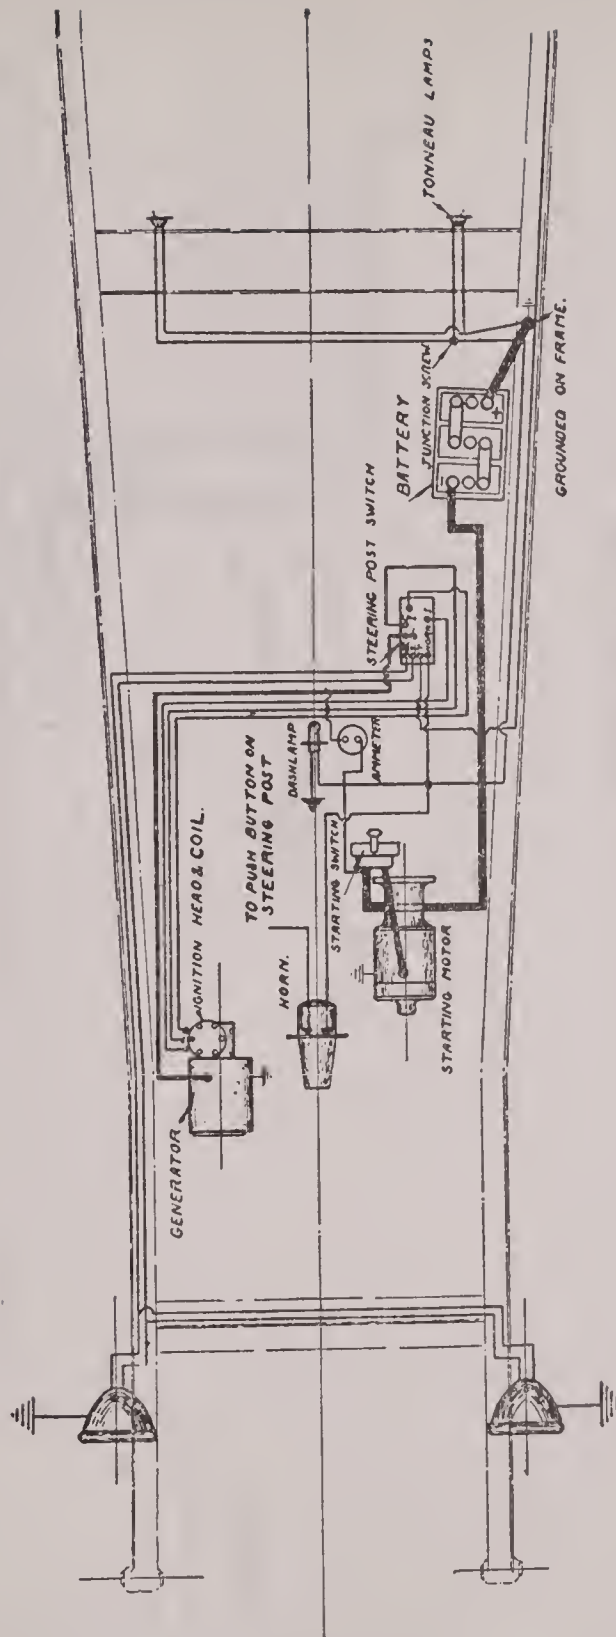 TONNEAU LAMPS
JUNCTION SCREW
BATTERY
- +
GROUNDED ON FRAME.
STEERING POST SWITCH
DASHLAMP
AMMETER
TO PUSH BUTTON ON
STEERING POST
STARTING SWITCH
IGNITION HEAD & COIL.
HORN.
STARTING MOTOR
GENERATOR